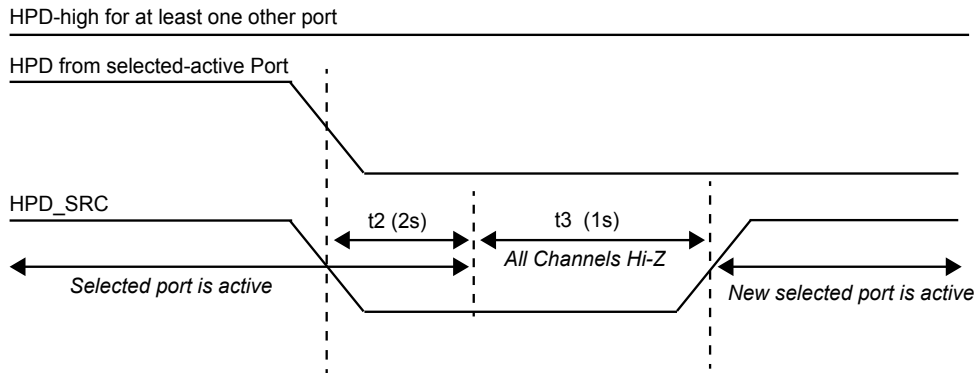 HPD-high for at least one other port
HPD from selected-active Port
HPD_SRC
t2 (2s)
t3 (1s)
All Channels Hi-Z
Selected port is active
New selected port is active